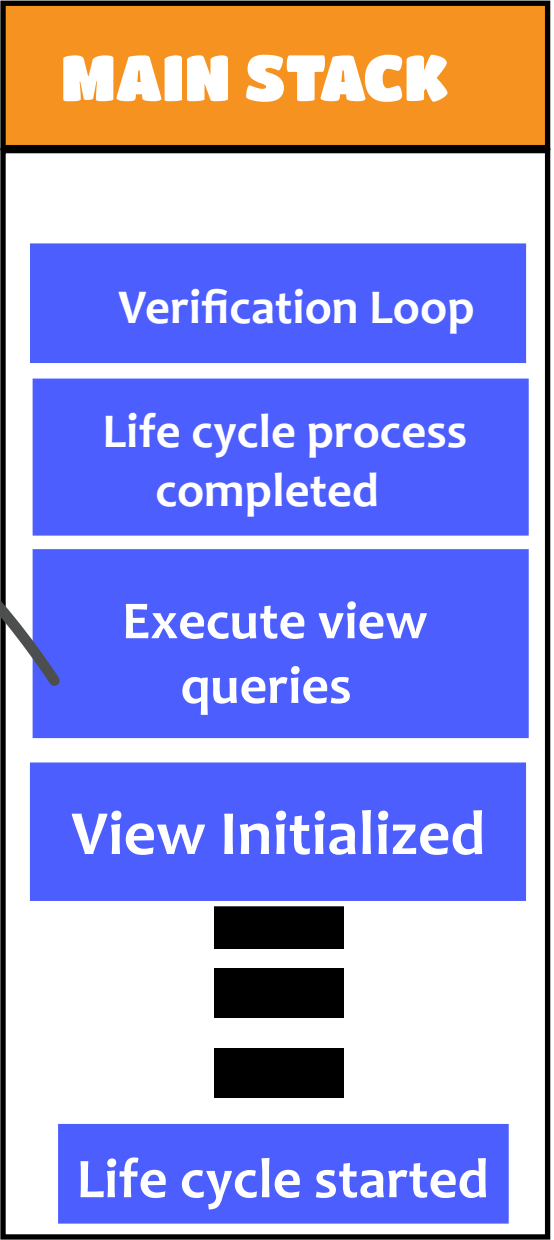 MAIN STACK
Verification Loop
Life cycle process
completed
Execute view
queries
View Initialized
Life cycle started